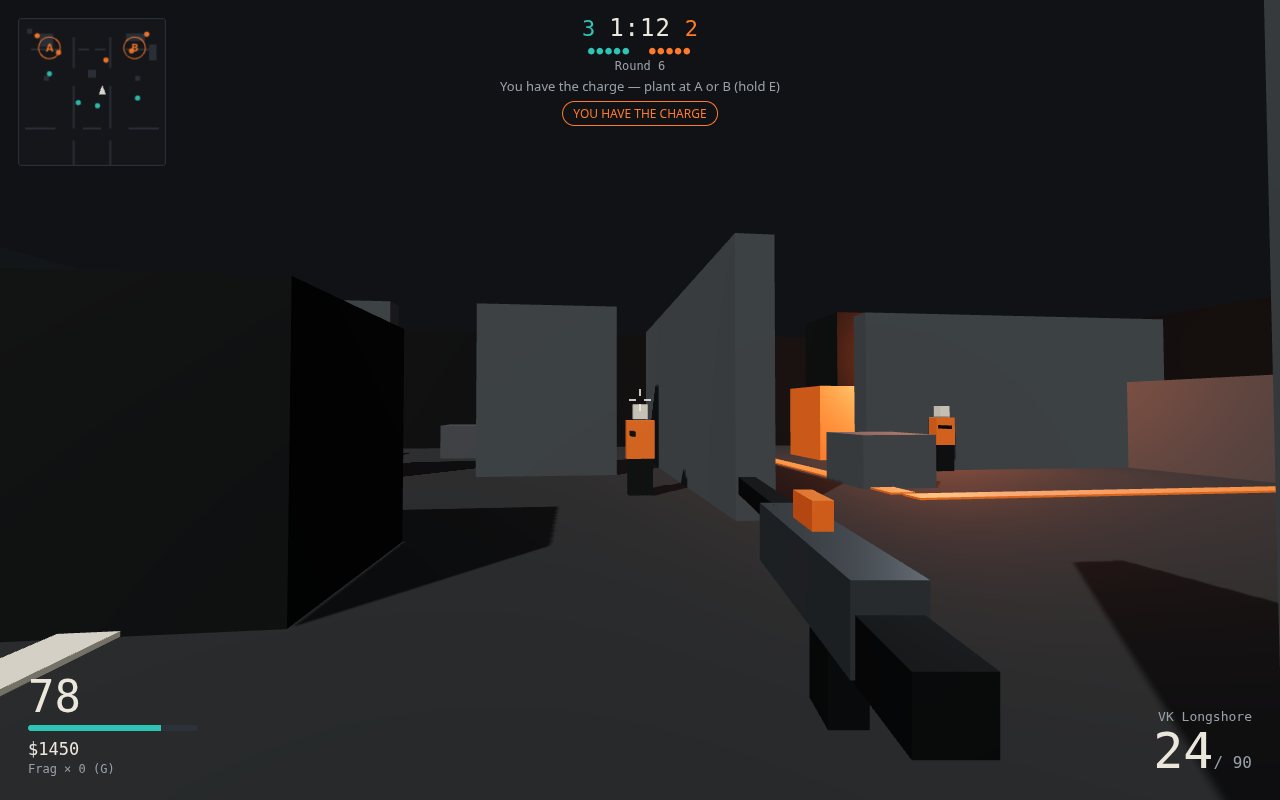 A
B
3 1:12 2
Round 6
You have the charge — plant at A or B (hold E)
YOU HAVE THE CHARGE
78
$1450
Frag × 0 (G)
VK Longshore
24 / 90